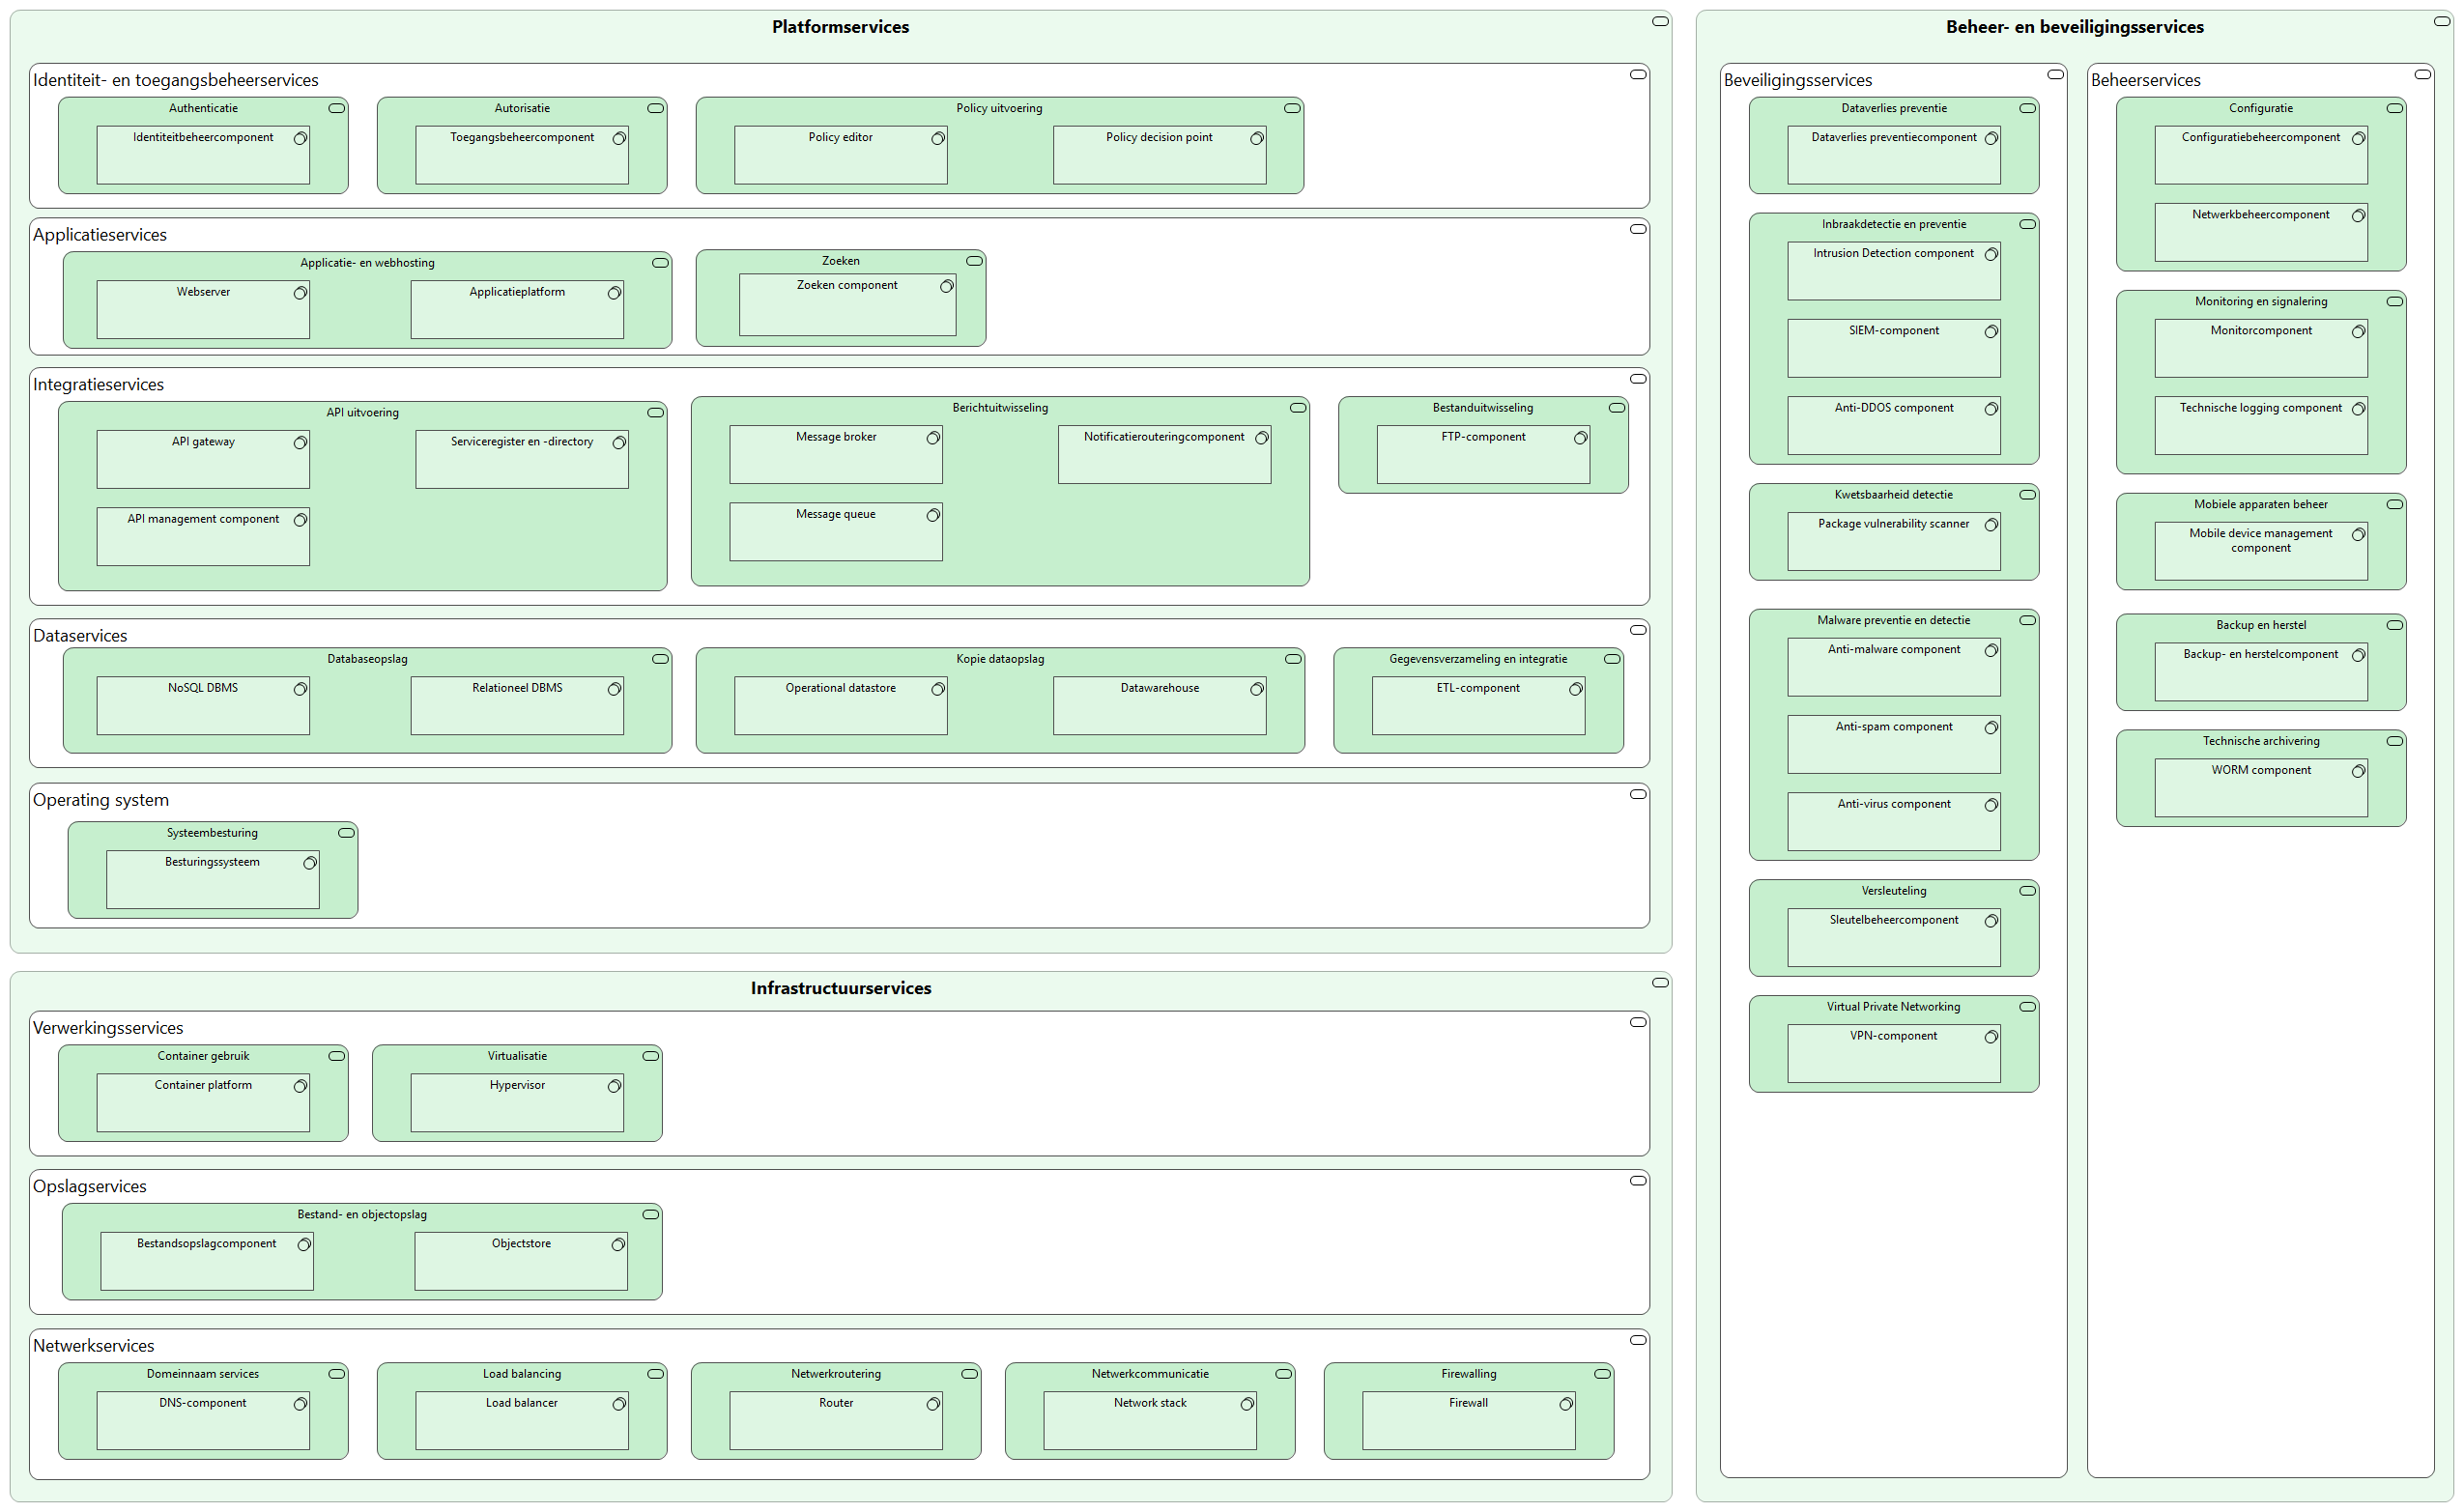 Platformservices
Identiteit- en toegangsbeheerservices
Authenticatie
Identiteitbeheercomponent
Autorisatie
Toegangsbeheercomponent
Policy uitvoering
Policy editor
Policy decision point
Applicatieservices
Applicatie- en webhosting
Webserver
Applicatieplatform
Zoeken
Zoeken component
Integratieservices
API uitvoering
API gateway
Serviceregister en -directory
API management component
Berichtuitwisseling
Message broker
Notificatierouteringcomponent
Message queue
Bestanduitwisseling
FTP-component
Dataservices
Databaseopslag
NoSQL DBMS
Relationeel DBMS
Kopie dataopslag
Operational datastore
Datawarehouse
Gegevensverzameling en integratie
ETL-component
Operating system
Systeembesturing
Besturingssysteem
Infrastructuurservices
Verwerkingsservices
Container gebruik
Container platform
Virtualisatie
Hypervisor
Opslagservices
Bestand- en objectopslag
Bestandsopslagcomponent
Objectstore
Netwerkservices
Domeinnaam services
DNS-component
Load balancing
Load balancer
Netwerkroutering
Router
Netwerkcommunicatie
Network stack
Firewalling
Firewall
Beheer- en beveiligingsservices
Beveiligingsservices
Dataverlies preventie
Dataverlies preventiecomponent
Inbraakdetectie en preventie
Intrusion Detection component
SIEM-component
Anti-DDOS component
Kwetsbaarheid detectie
Package vulnerability scanner
Malware preventie en detectie
Anti-malware component
Anti-spam component
Anti-virus component
Versleuteling
Sleutelbeheercomponent
Virtual Private Networking
VPN-component
Beheerservices
Configuratie
Configuratiebeheercomponent
Netwerkbeheercomponent
Monitoring en signalering
Monitorcomponent
Technische logging component
Mobiele apparaten beheer
Mobile device management
component
Backup en herstel
Backup- en herstelcomponent
Technische archivering
WORM component